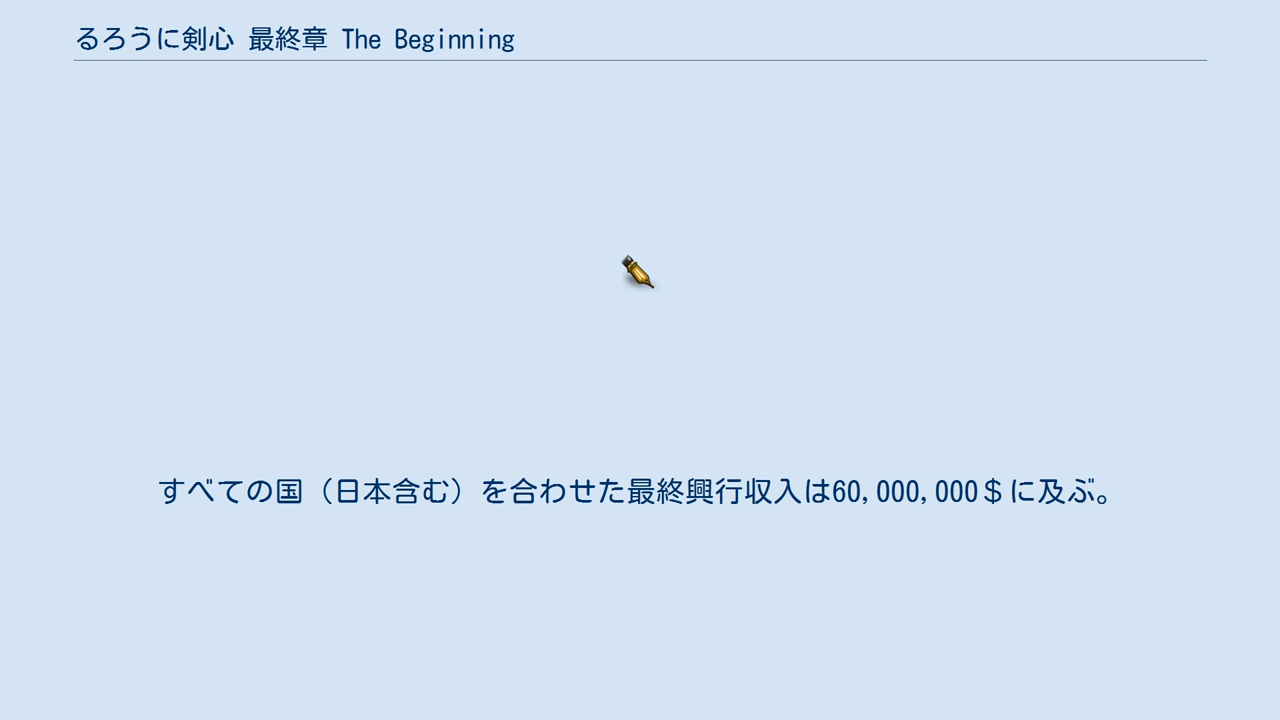 るろうに剣心 最終章 The Beginning
すべての国（日本含む）を合わせた最終興行収入は60,000,000＄に及ぶ。